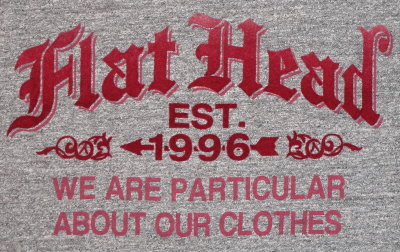 Flat Head
EST.
1996
WE ARE PARTICULAR
ABOUT OUR CLOTHES